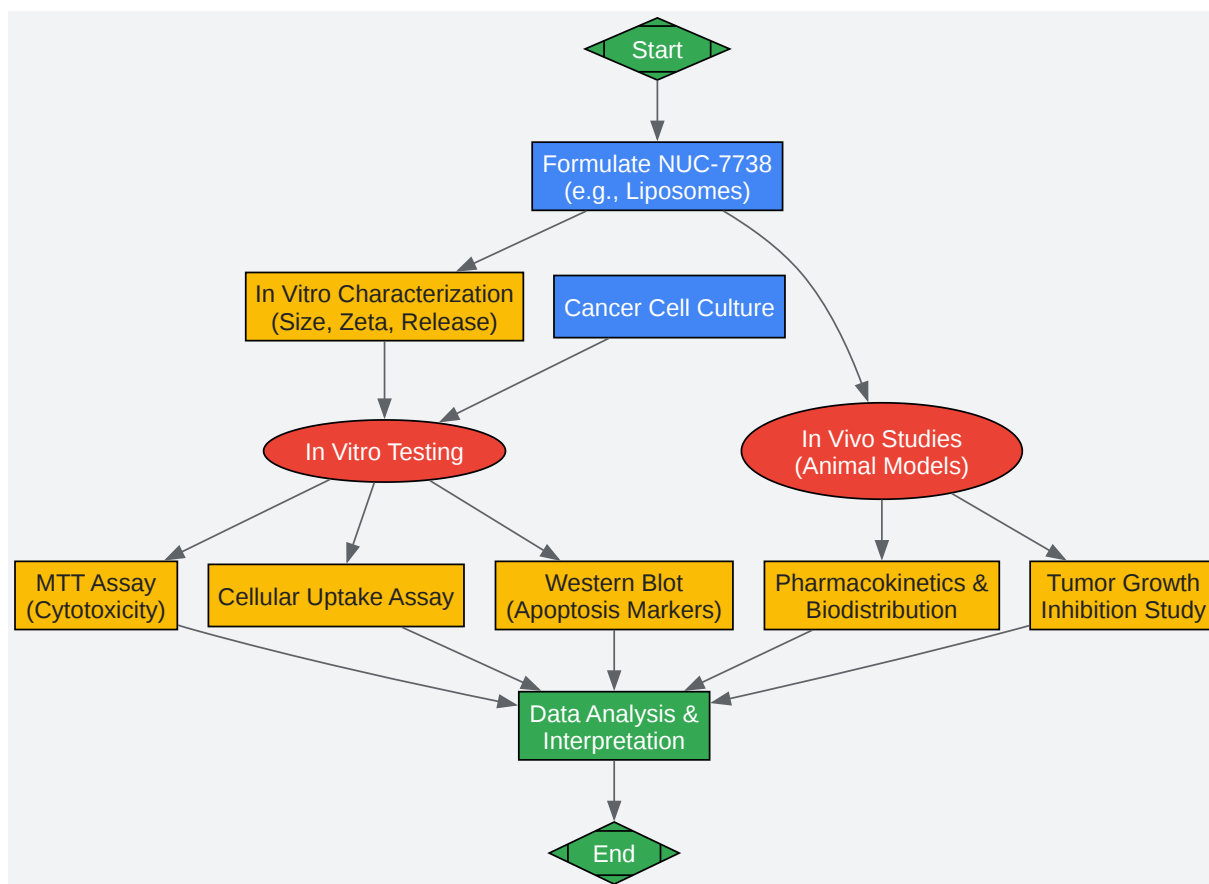 Start
Formulate NUC-7738
(e.g., Liposomes)
In Vitro Characterization
(Size, Zeta, Release)
Cancer Cell Culture
In Vitro Testing
In Vivo Studies
(Animal Models)
MTT Assay
(Cytotoxicity)
Cellular Uptake Assay
Western Blot
(Apoptosis Markers)
Pharmacokinetics &
Biodistribution
Tumor Growth
Inhibition Study
Data Analysis &
Interpretation
End